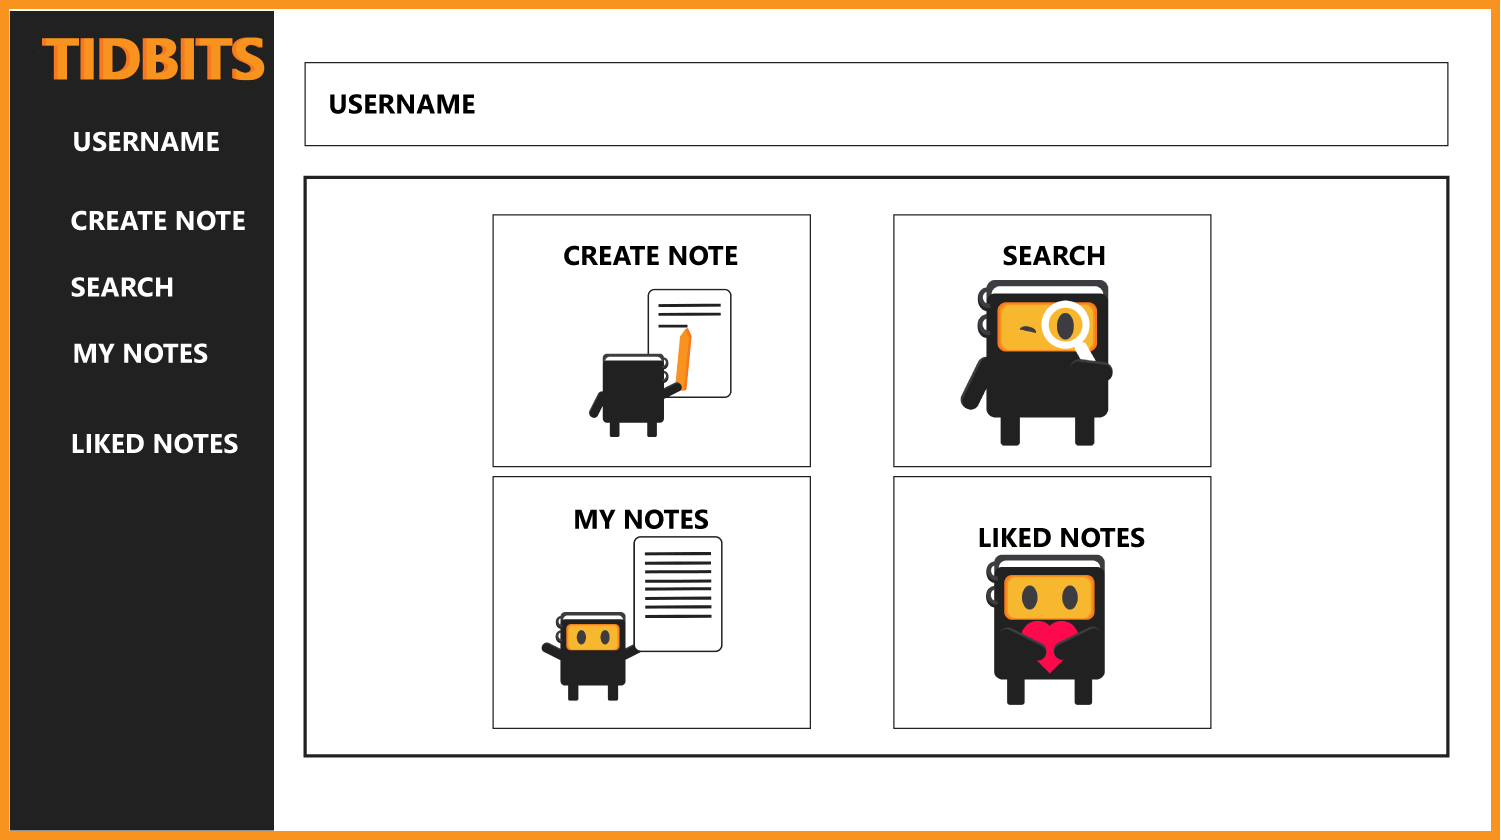 TIDBITS
USERNAME
CREATE NOTE
SEARCH
MY NOTES
LIKED NOTES
USERNAME
CREATE NOTE
SEARCH
MY NOTES
LIKED NOTES